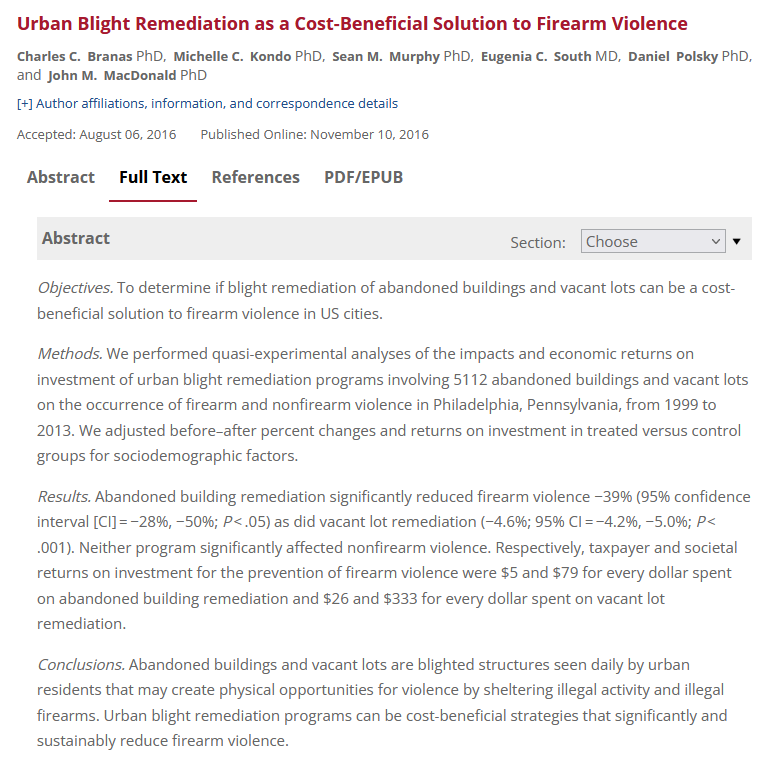 Urban Blight Remediation as a Cost-Beneficial Solution to Firearm Violence
Charles C. Branas PhD, Michelle C. Kondo PhD, Sean M. Murphy PhD, Eugenia C. South MD, Daniel Polsky PhD,
and John M. MacDonald PhD
[+] Author affiliations, information, and correspondence details
Accepted: August 06, 2016 Published Online: November 10, 2016
Abstract Full Text References PDF/EPUB
Abstract Section: Choose
Objectives. To determine if blight remediation of abandoned buildings and vacant lots can be a cost-
beneficial solution to firearm violence in US cities.
Methods. We performed quasi-experimental analyses of the impacts and economic returns on
investment of urban blight remediation programs involving 5112 abandoned buildings and vacant lots
on the occurrence of firearm and nonfirearm violence in Philadelphia, Pennsylvania, from 1999 to
2013. We adjusted before–after percent changes and returns on investment in treated versus control
groups for sociodemographic factors.
Results. Abandoned building remediation significantly reduced firearm violence −39% (95% confidence
interval [CI] = −28%, −50%; P < .05) as did vacant lot remediation (−4.6%; 95% CI = −4.2%, −5.0%; P <
.001). Neither program significantly affected nonfirearm violence. Respectively, taxpayer and societal
returns on investment for the prevention of firearm violence were $5 and $79 for every dollar spent
on abandoned building remediation and $26 and $333 for every dollar spent on vacant lot
remediation.
Conclusions. Abandoned buildings and vacant lots are blighted structures seen daily by urban
residents that may create physical opportunities for violence by sheltering illegal activity and illegal
firearms. Urban blight remediation programs can be cost-beneficial strategies that significantly and
sustainably reduce firearm violence.